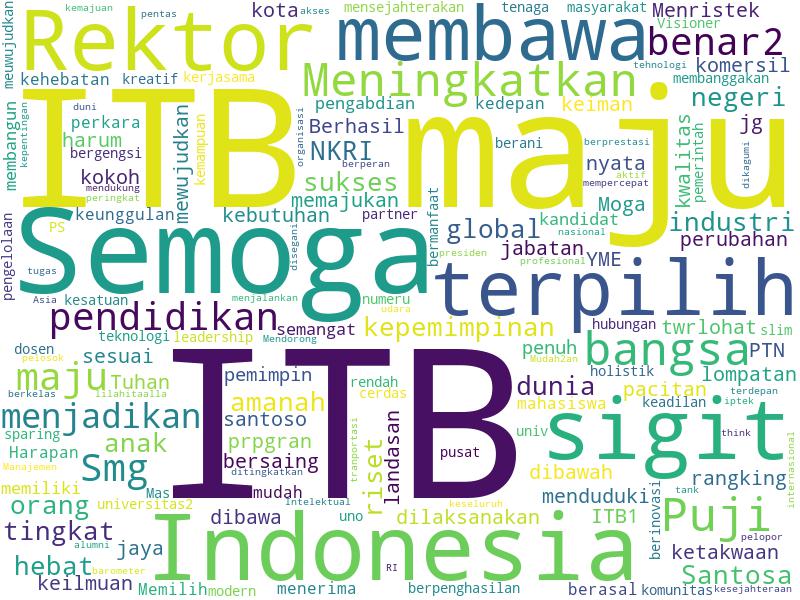 kemajuan
pentas
kota
akses
mensejahterakan
tenaga
masyarakat
Menristek
meuwujudkan
Rektor
membawa
Visioner
benar2
kehebatan
kreatif
kerjasama
Meningkatkan
tehnologi
komersil
membanggakan
negeri
ITB
maju
duni
pengabdian
kedepan
keiman
membangun
kepentingan
perkara
harum
bergengsi
kokoh
mendukung
peringkat
mewujudkan
kemampuan
organisasi
Berhasil
NKRI
berperan
sukses
memajukan
berani
berprestasi
nyata
aktif
mempercepat
kwalitas
pemerintah
jg
dikagumi
Moga
keunggulan
kebutuhan
partner
Semoga
PS
disegani
bermanfaat
global
kandidat
nasional
industri
jabatan
perubahan
presiden
profesional
YME
pengelolaan
tugas
terpilih
Asia
kesatuan
menjalankan
numeru
udara
pendidikan
semangat
Mendorong
kepemimpinan
hubungan
twrlohat
slim
teknologi
leadership
dosen
peiosok
sesuai
penuh
Mudah2an
bangsa
PTN
holistik
maju
Tuhan
berkelas
lilahitaalla
ITB
pemimpin
rendah
cerdas
dunia
mahasiswa
pacitan
lompatan
terdepan
keadilan
iptek
menjadikan
amanah
santoso
sparing
anak
prpgran
tranportasi
riset
landasan
sigit
univ
think
Harapan
Smg
bersaing
pusat
Manajemen
ditingkatkan
dibawah
rangking
internasional
memiliki
Mas
mudah
intelektual
menduduki
tank
orang
universitas2
keseluruh
tingkat
dibawa
uno
dilaksanakan
ITB1
berinovasi
Puji
pelopor
alumni
jaya
Indonesia
ketakwaan
hebat
barometer
RI
Santosa
keilmuan
Memilih
modern
menerima
berpenghasilan
berasal
komunitas
kesejahteraan